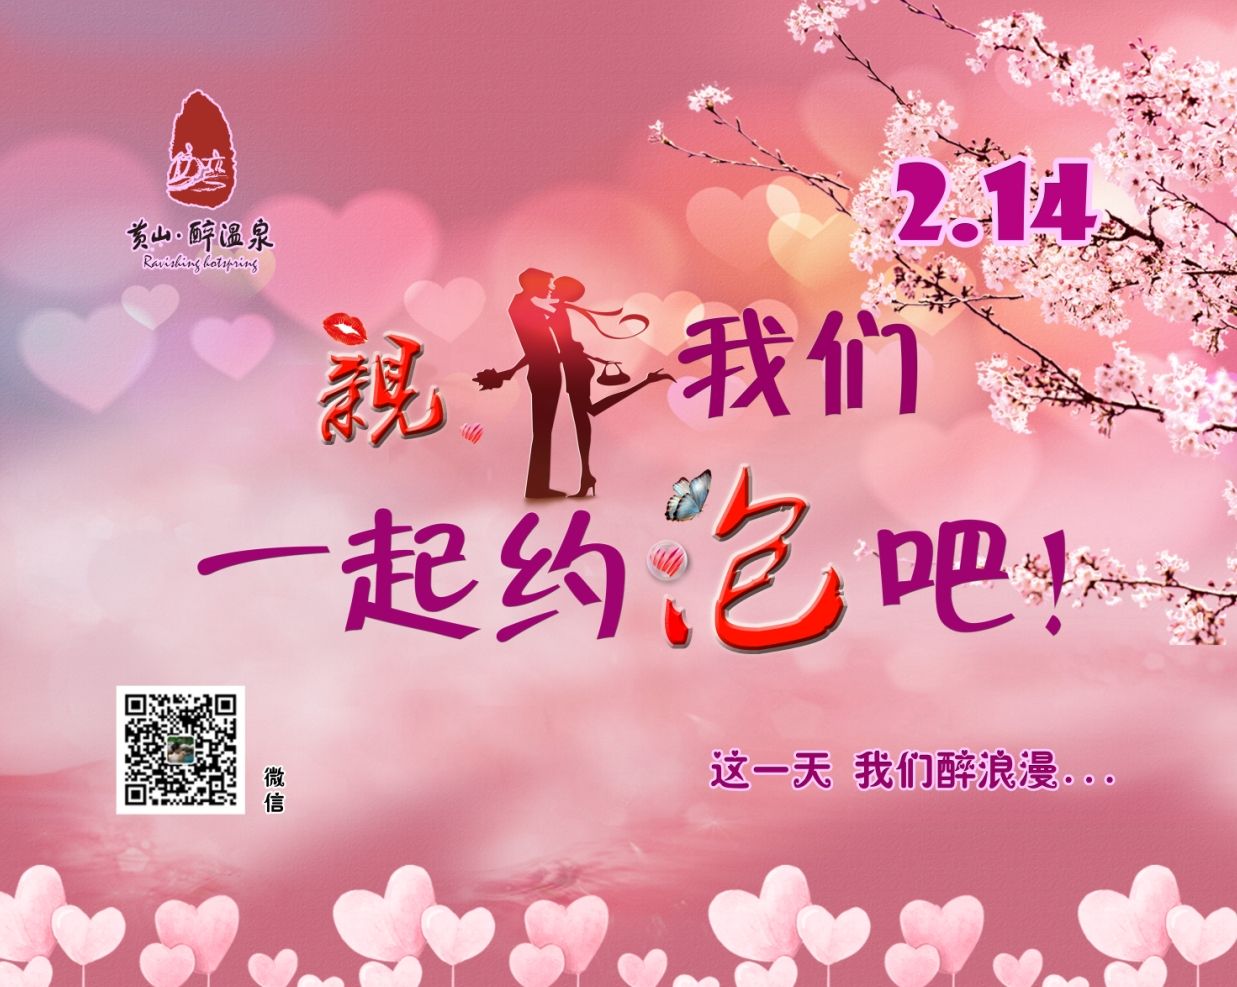 黄山·醉温泉
Ravishing hotspring
2.14
親 我们
一起约泡吧！
微信
这一天 我们醉浪漫...